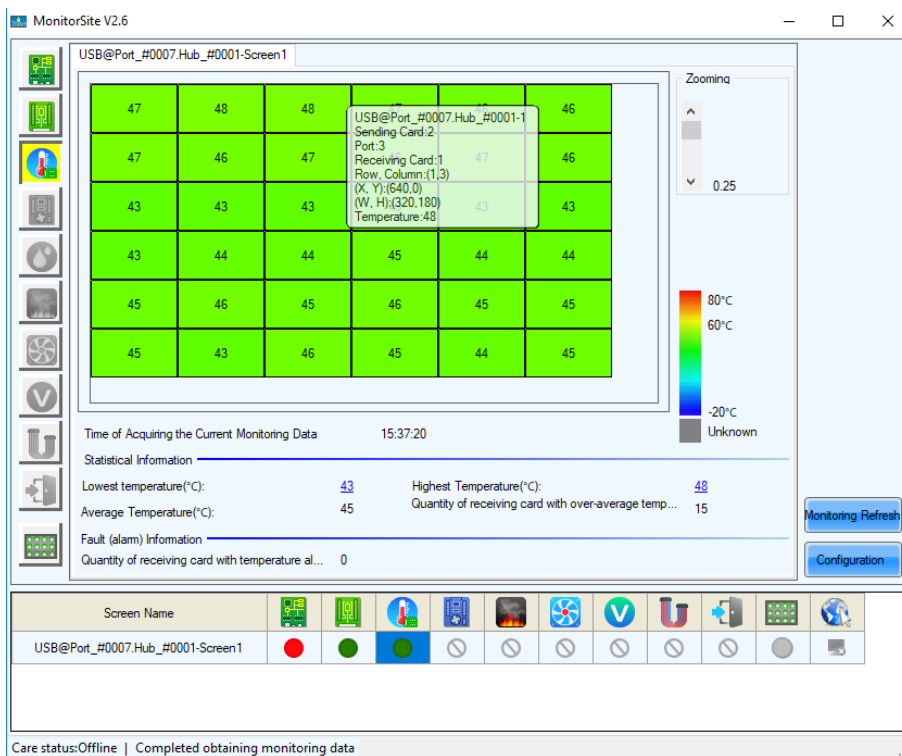 MonitorSite V2.6
USB@Port_#0007.Hub_#0001-Screen1
Zooming
0.25
47 48 48 46
47 46 47 47 46
43 43 43 43 43
43 44 44 45 44 44
45 46 45 46 45 45
45 43 46 45 44 45
USB@Port_#0007.Hub_#0001-1
Sending Card:2
Port:3
Receiving Card:1
Row, Column:(1,3)
(X, Y):(640,0)
(W, H):(320,180)
Temperature:48
80°C
60°C
-20°C
Unknown
Time of Acquiring the Current Monitoring Data 15:37:20
Statistical Information
Lowest temperature(°C): 43 Highest Temperature(°C): 48
Average Temperature(°C): 45 Quantity of receiving card with over-average temp... 15
Fault (alarm) Information
Quantity of receiving card with temperature al... 0
Monitoring Refresh
Configuration
Screen Name
USB@Port_#0007.Hub_#0001-Screen1
Care status:Offline | Completed obtaining monitoring data